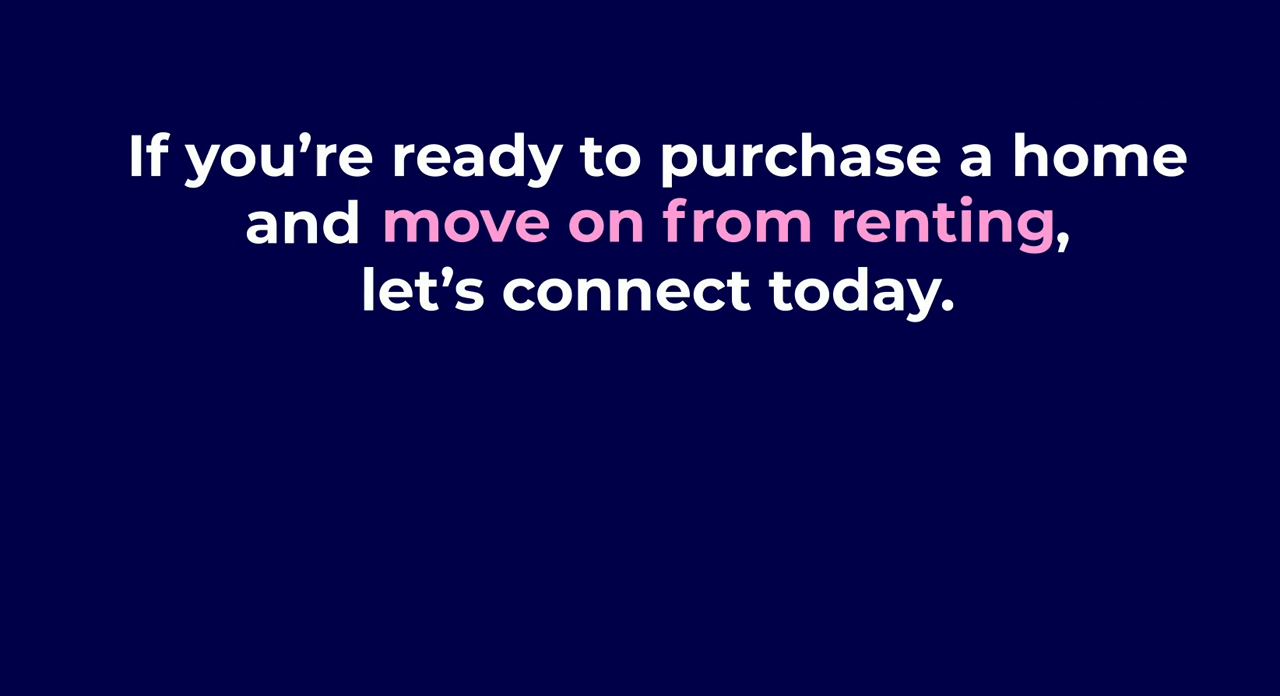 If you’re ready to purchase a home
and move on from renting,
let’s connect today.